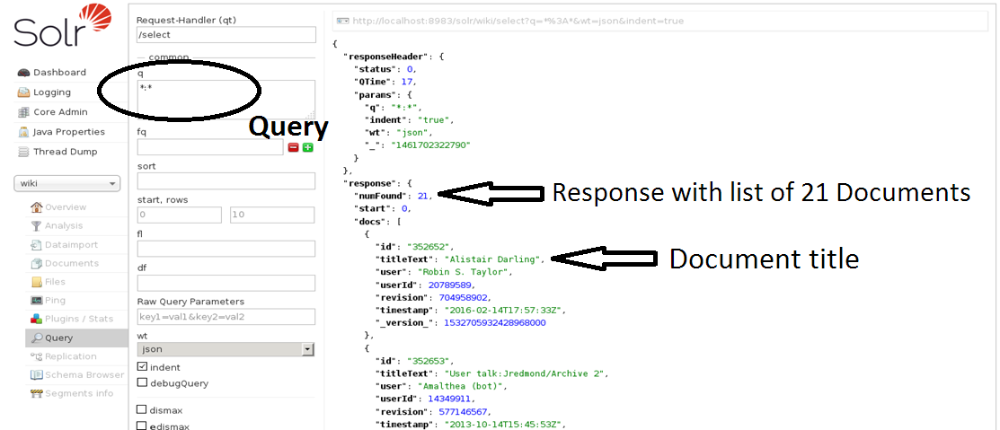 Solr
Dashboard
Logging
Core Admin
Java Properties
Thread Dump
wiki
Overview
Analysis
Dataimport
Documents
Files
Ping
Plugins / Stats
Query
Replication
Schema Browser
Segments info
Request-Handler (qt)
/select
common
q
*:*
Query
fq
sort
start, rows
0 10
fl
df
Raw Query Parameters
key1=val1&key2=val2
wt
json
indent
debugQuery
dismax
edismax
http://localhost:8983/solr/wiki/select?q=*%3A*&wt=json&indent=true
{
"responseHeader": {
"status": 0,
"QTime": 17,
"params": {
"q": "*:*",
"indent": "true",
"wt": "json",
"_": "1461702322790"
}
},
"response": {
"numFound": 21, Response with list of 21 Documents
"start": 0,
"docs": [
{
"id": "352652",
"titleText": "Alistair Darling", Document title
"user": "Robin S. Taylor",
"userId": 20789589,
"revision": 704958902,
"timestamp": "2016-02-14T17:57:33Z",
"_version_": 1532705932428968000
},
{
"id": "352653",
"titleText": "User talk:Jredmond/Archive 2",
"user": "Amalthea (bot)",
"userId": 14349911,
"revision": 577146567,
"timestamp": "2013-10-14T15:45:53Z",